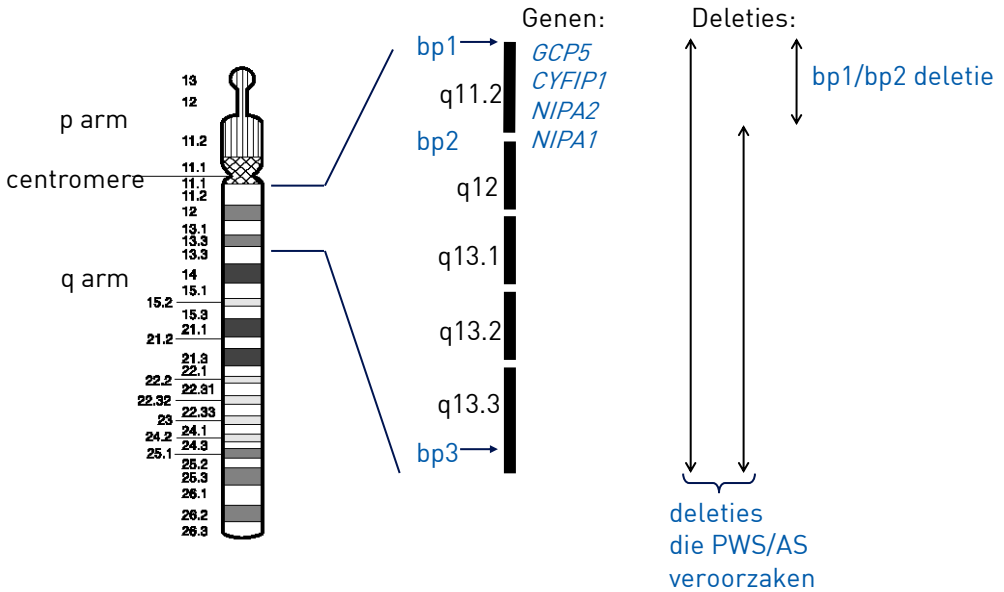 Genen:
Deleties:
bp1
GCP5
CYFIP1
NIPA2
NIPA1
q11.2
bp2
q12
q13.1
q13.2
q13.3
bp3
bp1/bp2 deletie
deleties
die PWS/AS
veroorzaken
p arm
centromere
q arm
13
12
11.2
11.1
11.1
11.2
12
13.1
13.3
13.3
14
15.1
15.2
15.3
21.1
21.2
21.3
22.1
22.2
22.31
22.32
22.33
23
24.1
24.2
24.3
25.1
25.2
25.3
26.1
26.2
26.3